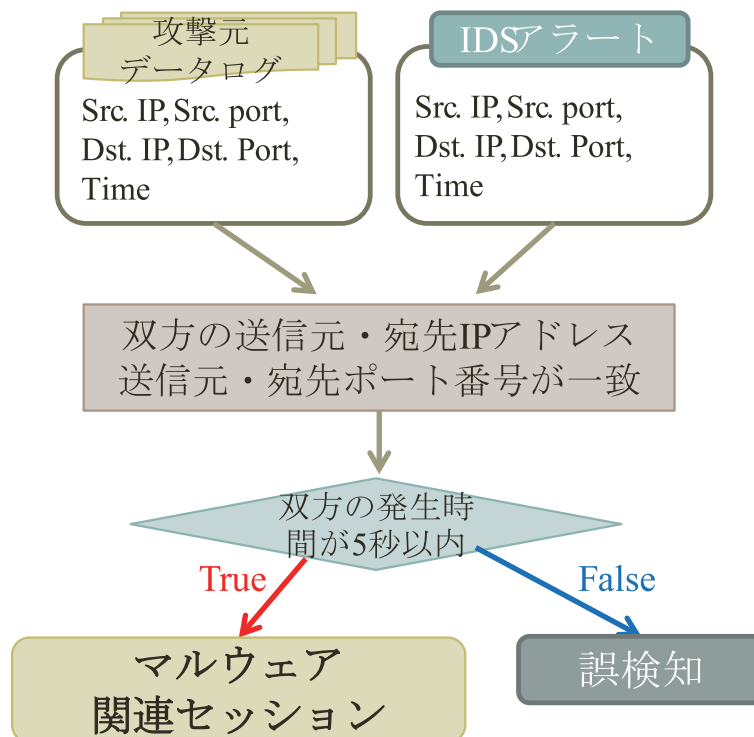 攻撃元
データログ
Src. IP, Src. port,
Dst. IP, Dst. Port,
Time
IDSアラート
Src. IP, Src. port,
Dst. IP, Dst. Port,
Time
双方の送信元・宛先IPアドレス
送信元・宛先ポート番号が一致
双方の発生時
間が5秒以内
True
False
マルウェア
関連セッション
誤検知